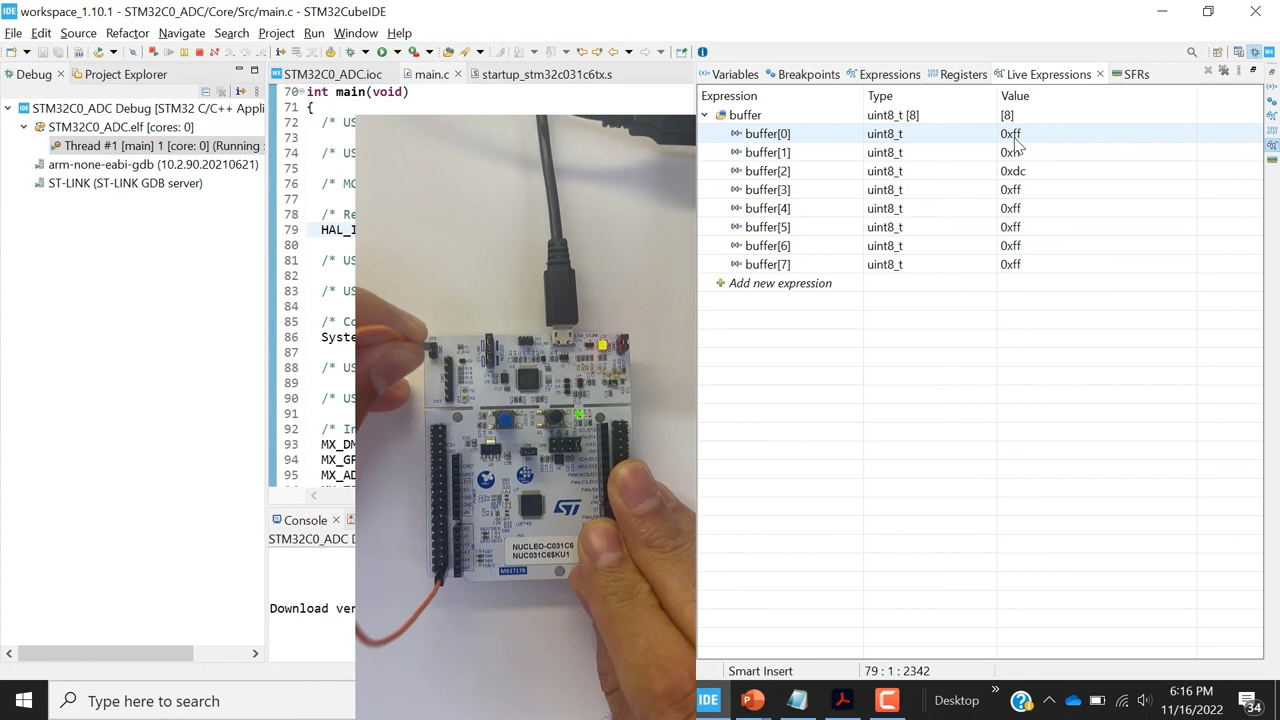 IDE workspace_1.10.1 - STM32C0_ADC/Core/Src/main.c - STM32CubeIDE
File Edit Source Refactor Navigate Search Project Run Window Help
Debug Project Explorer
STM32C0_ADC Debug [STM32 C/C++ Appli
STM32C0_ADC.elf [cores: 0]
Thread #1 [main] 1 [core: 0] (Running :
arm-none-eabi-gdb (10.2.90.20210621)
ST-LINK (ST-LINK GDB server)
STM32C0_ADC.ioc main.c startup_stm32c031c6tx.s
70 int main(void)
71 {
72 /* US
73
74 /* US
75
76 /* MC
77
78 /* Re
79 HAL_I
80
81 /* US
82
83 /* US
84
85 /* Co
86 Syste
87
88 /* US
89
90 /* US
91
92 /* In
93 MX_DM
94 MX_GP
95 MX_AD
Console
STM32C0_ADC D
Download ver
NUCLEO-C031C6
NUC031C6$KU1
MB1717B
Variables Breakpoints Expressions Registers Live Expressions SFRs
Expression Type Value
buffer uint8_t [8] [8]
buffer[0] uint8_t 0xff
buffer[1] uint8_t
buffer[2] uint8_t 0xdc
buffer[3] uint8_t 0xff
buffer[4] uint8_t 0xff
buffer[5] uint8_t 0xff
buffer[6] uint8_t 0xff
buffer[7] uint8_t 0xff
Add new expression
Smart Insert 79 : 1 : 2342
Type here to search
IDE Desktop 6:16 PM
11/16/2022 34